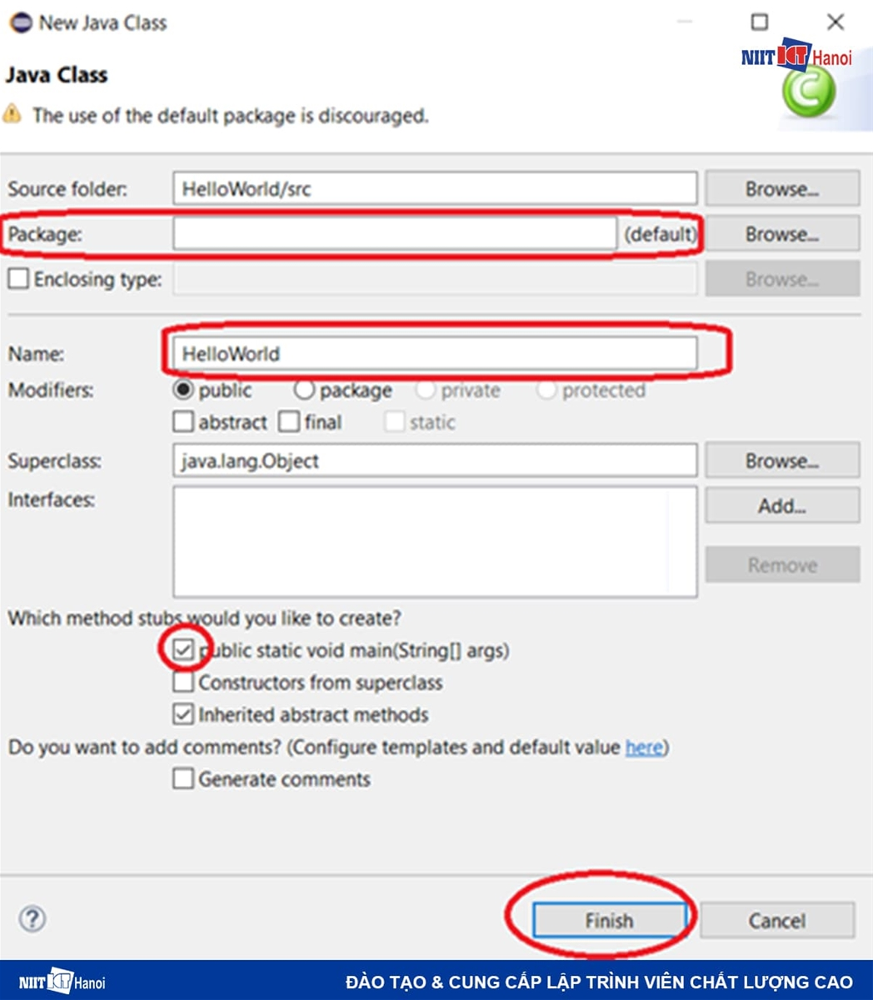 New Java Class
NIIT ICT Hanoi
Java Class
The use of the default package is discouraged.
Source folder: HelloWorld/src Browse...
Package: (default) Browse...
Enclosing type: Browse...
Name: HelloWorld
Modifiers: public package private protected
abstract final static
Superclass: java.lang.Object Browse...
Interfaces: Add...
Remove
Which method stubs would you like to create?
public static void main(String[] args)
Constructors from superclass
Inherited abstract methods
Do you want to add comments? (Configure templates and default value here)
Generate comments
? Finish Cancel
NIIT ICT Hanoi ĐÀO TẠO & CUNG CẤP LẬP TRÌNH VIÊN CHẤT LƯỢNG CAO